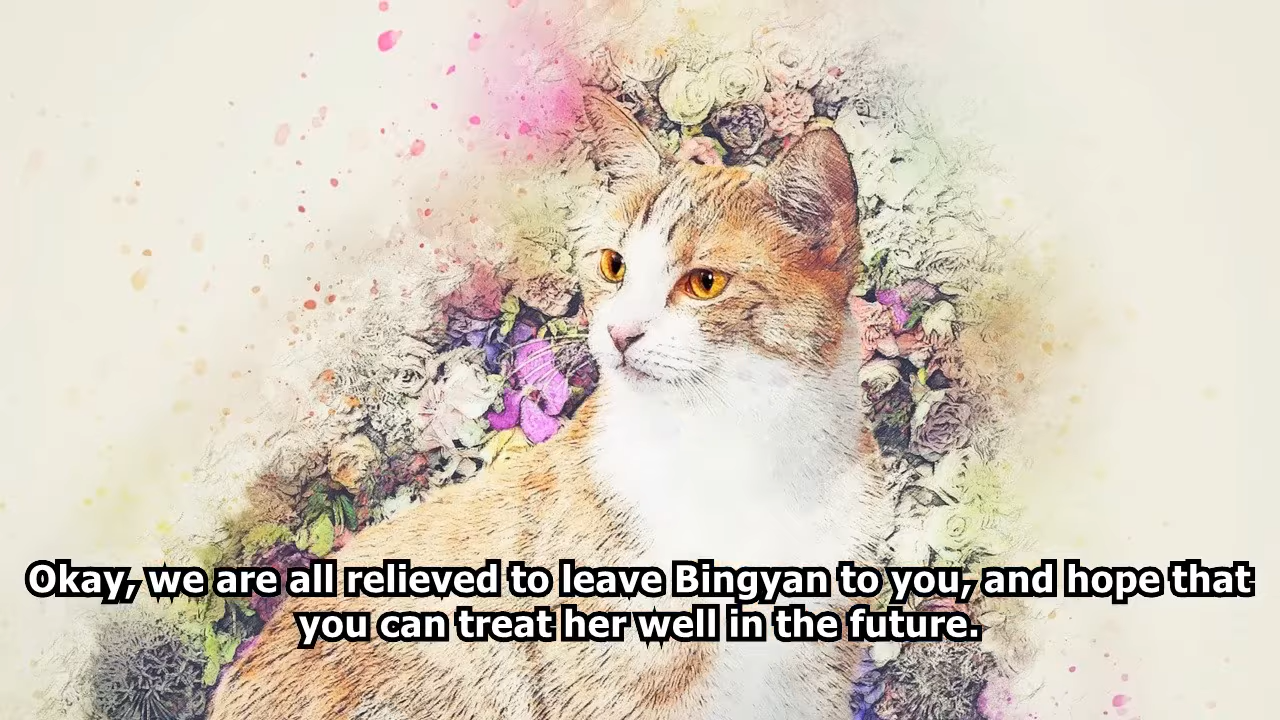 Okay, we are all relieved to leave Bingyan to you, and hope that
you can treat her well in the future.